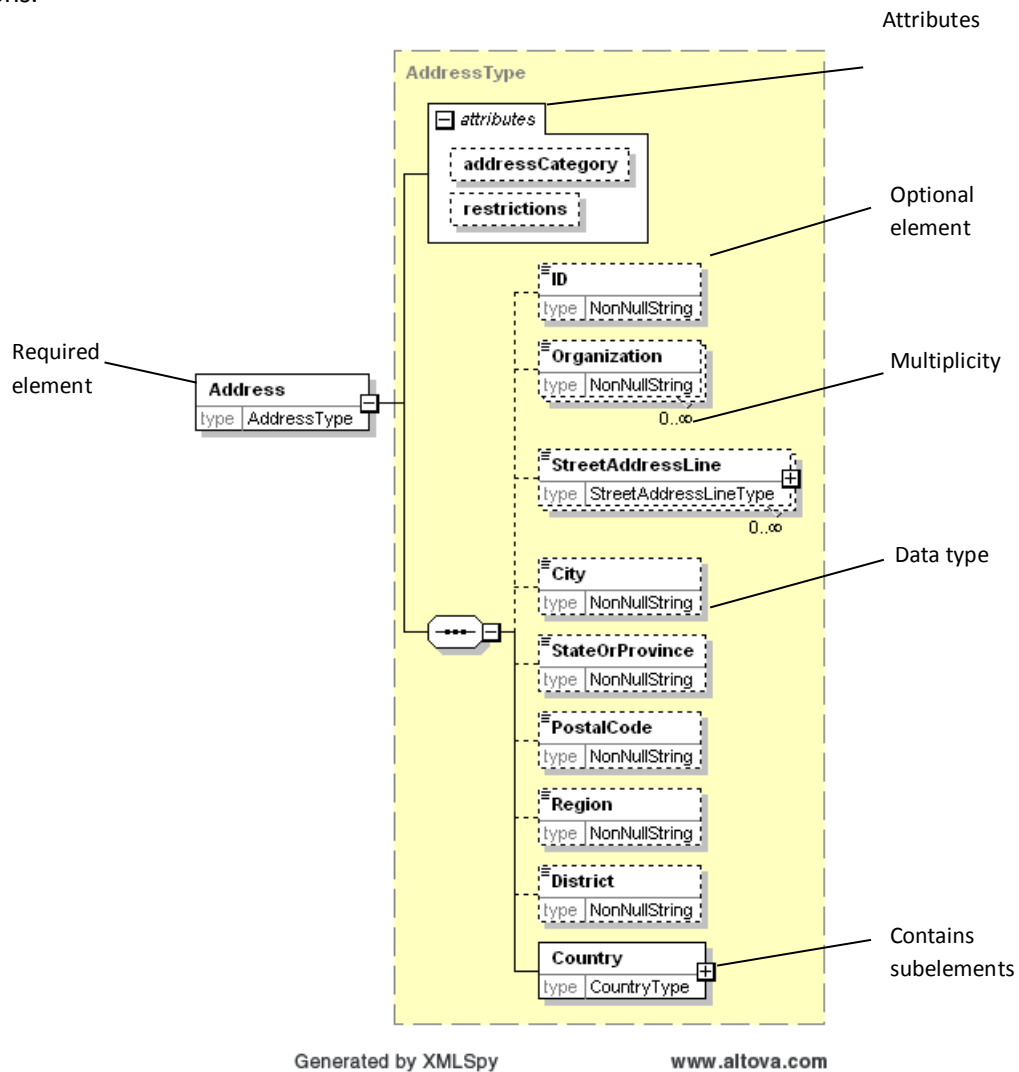 ons.
Attributes
AddressType
attributes
addressCategory
restrictions
Optional
element
ID
type NonNullString
Required
element
Organization
type NonNullString
0..∞
Multiplicity
Address
type AddressType
StreetAddressLine
type StreetAddressLineType
0..∞
Data type
City
type NonNullString
StateOrProvince
type NonNullString
PostalCode
type NonNullString
Region
type NonNullString
District
type NonNullString
Contains
subelements
Country
type CountryType
Generated by XMLSpy
www.altova.com